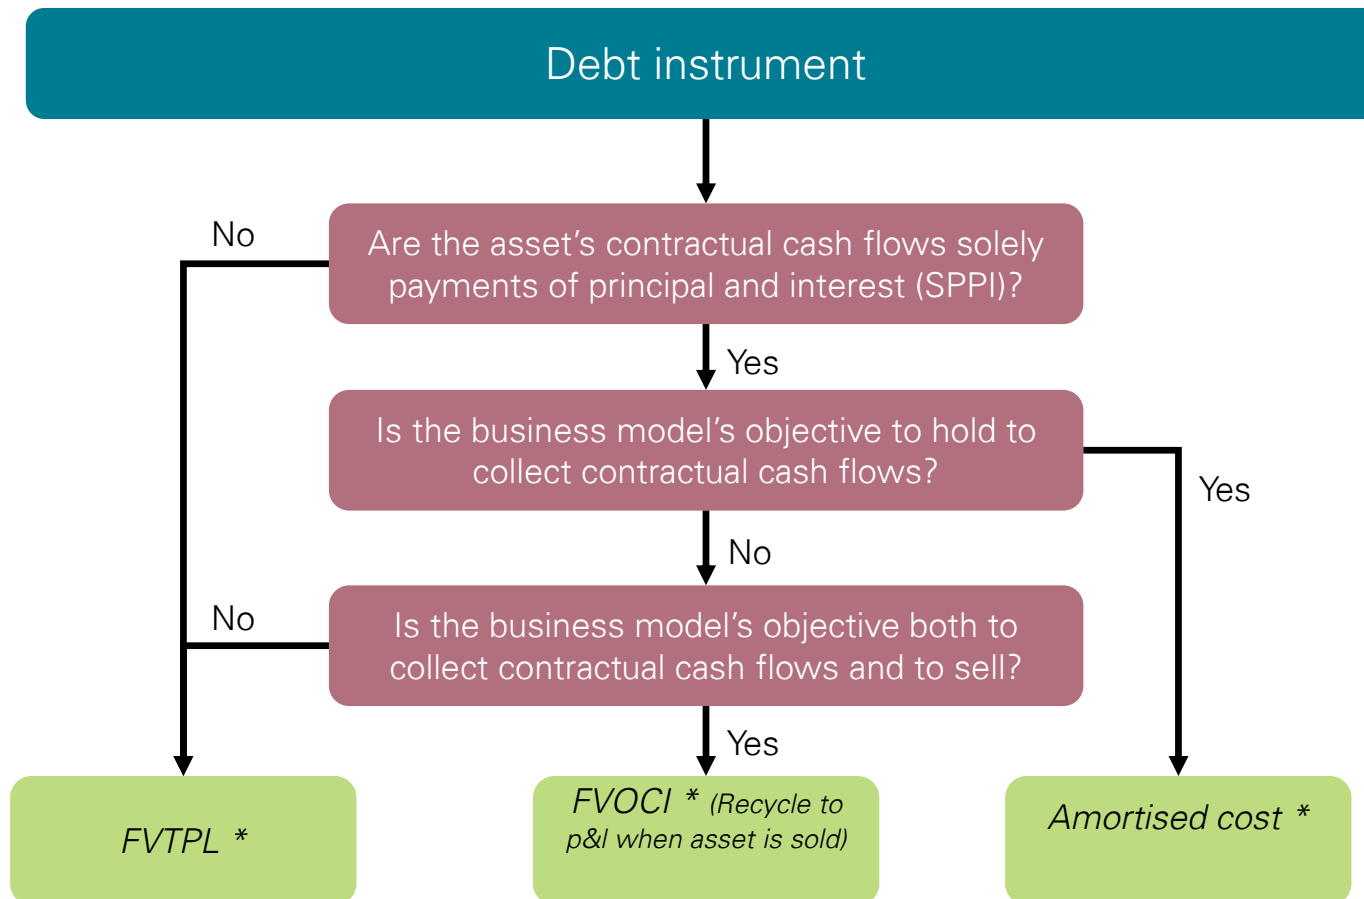 Debt instrument
No
Are the asset’s contractual cash flows solely
payments of principal and interest (SPPI)?
Yes
Is the business model’s objective to hold to
collect contractual cash flows?
Yes
No
No
Is the business model’s objective both to
collect contractual cash flows and to sell?
Yes
FVTPL *
FVOCI * (Recycle to
p&l when asset is sold)
Amortised cost *